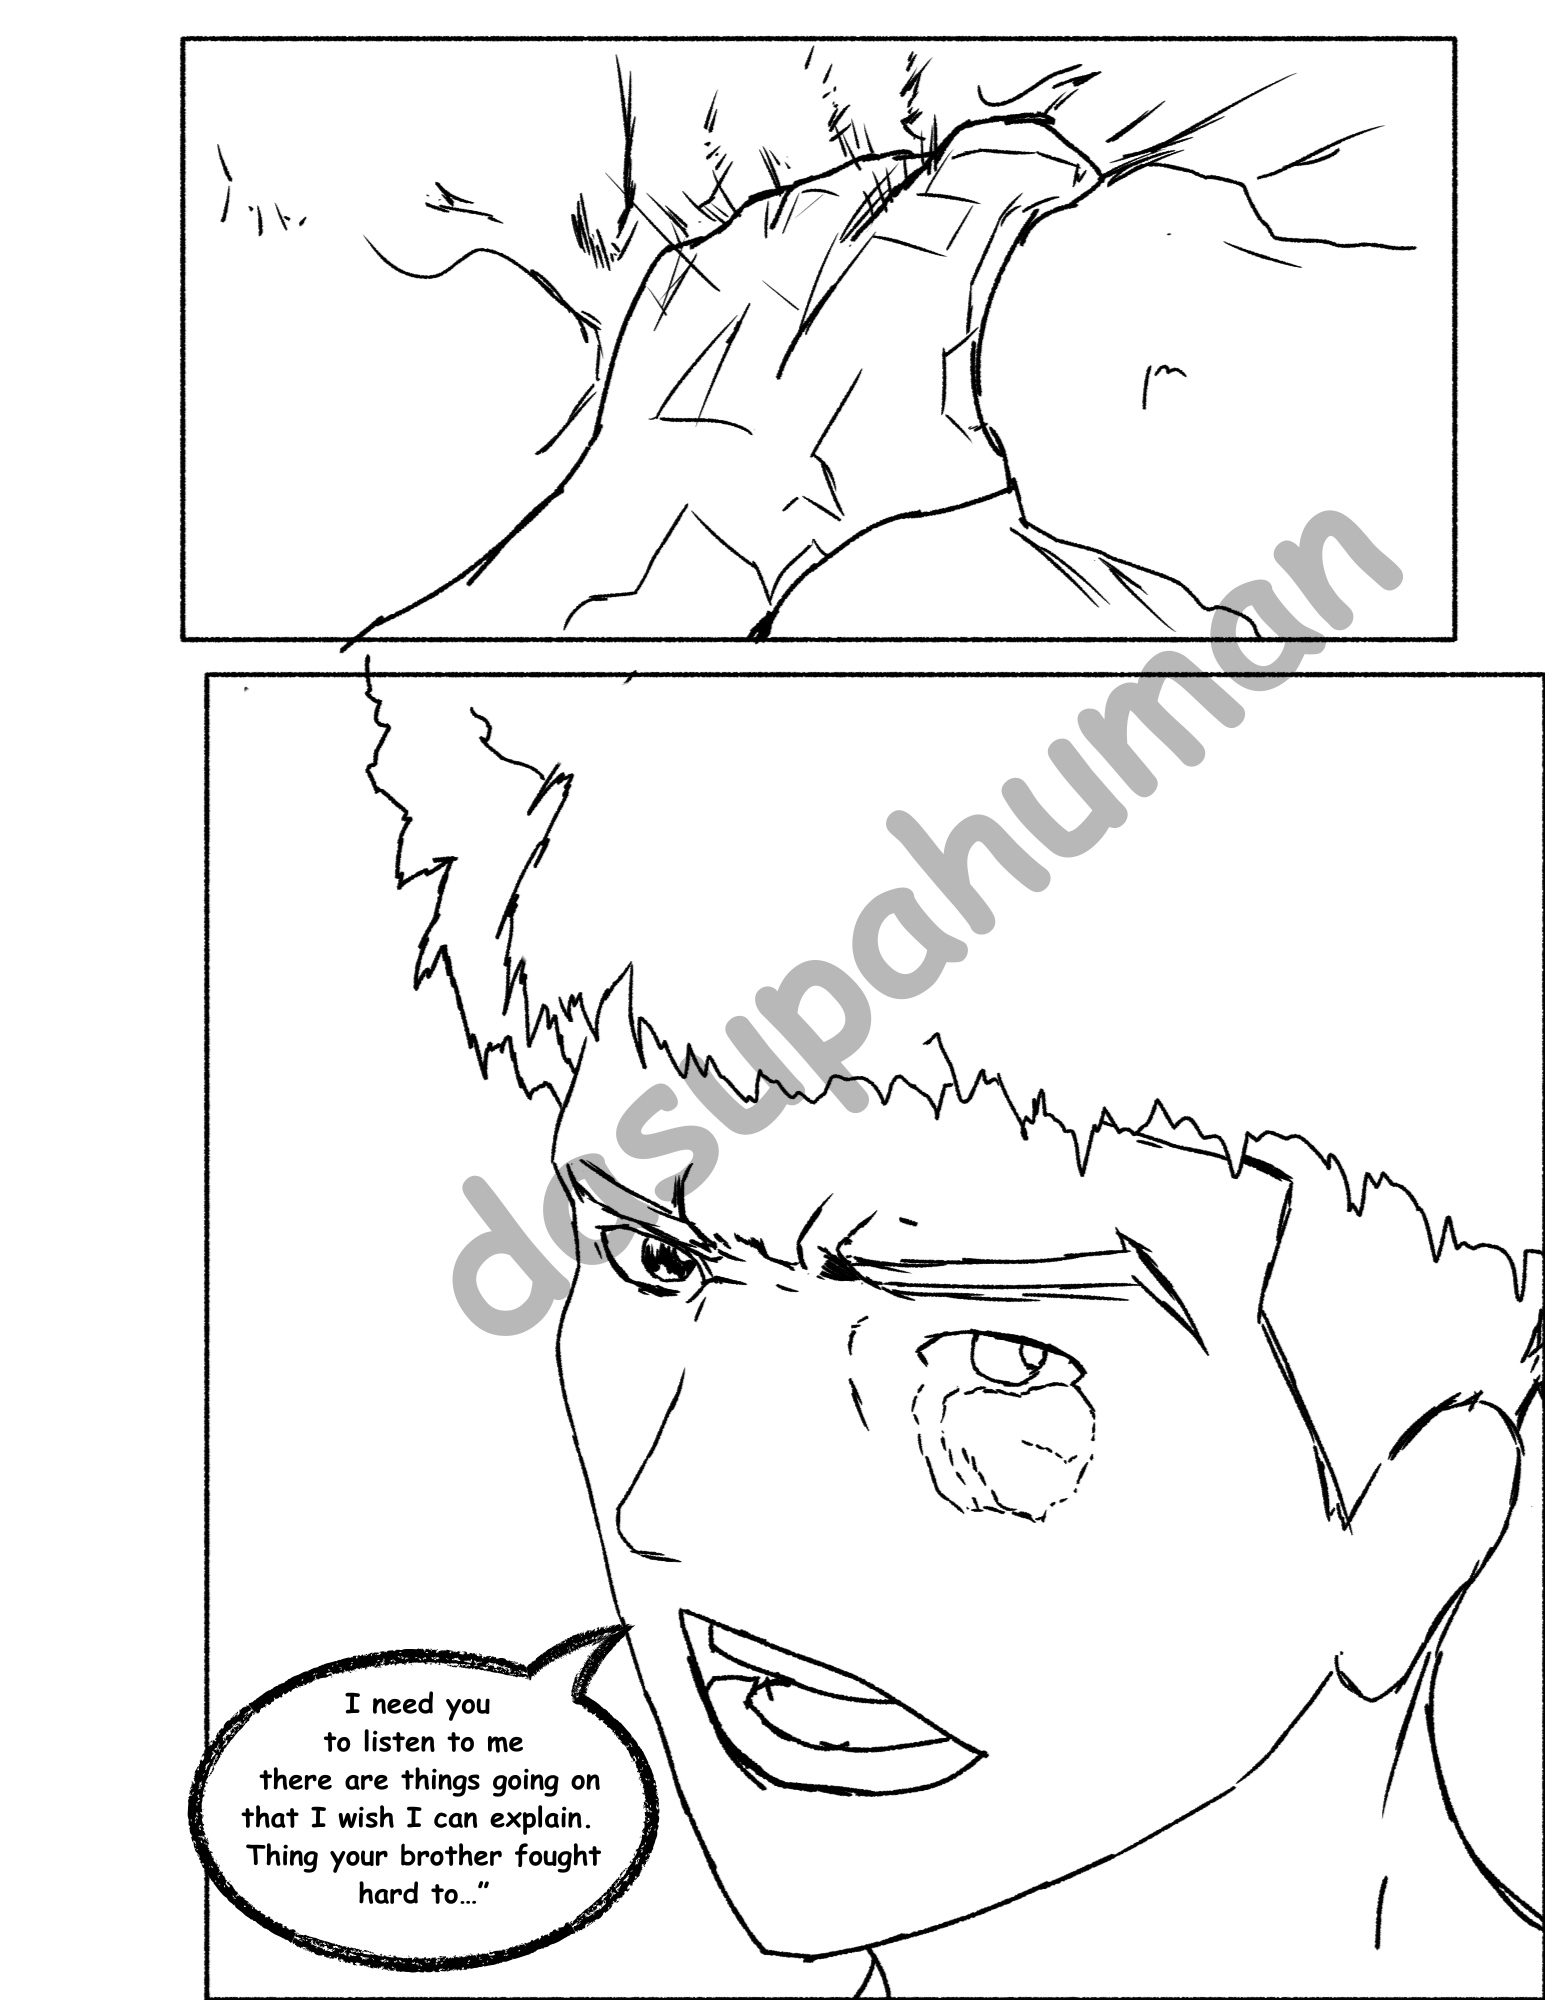 dasupahuman
I need you
to listen to me
there are things going on
that I wish I can explain.
Thing your brother fought
hard to...”